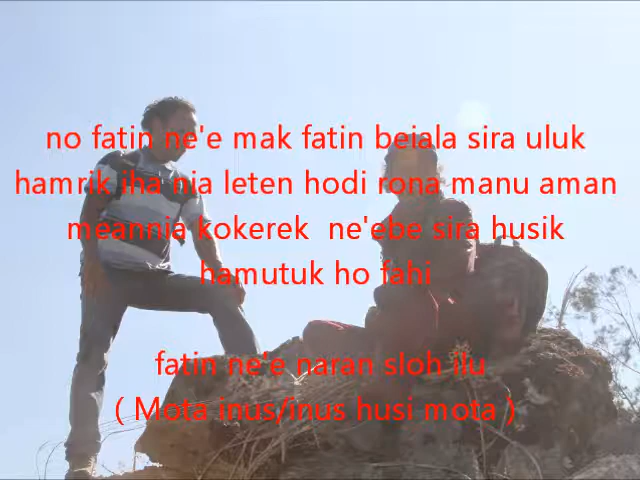 no fatin ne'e mak fatin beiala sira uluk
hamrik iha nia leten hodi rona manu aman
meannia kokerek ne'ebe sira husik
hamutuk ho fahi
fatin ne'e naran sloh ilu
( Mota inus/inus husi mota )